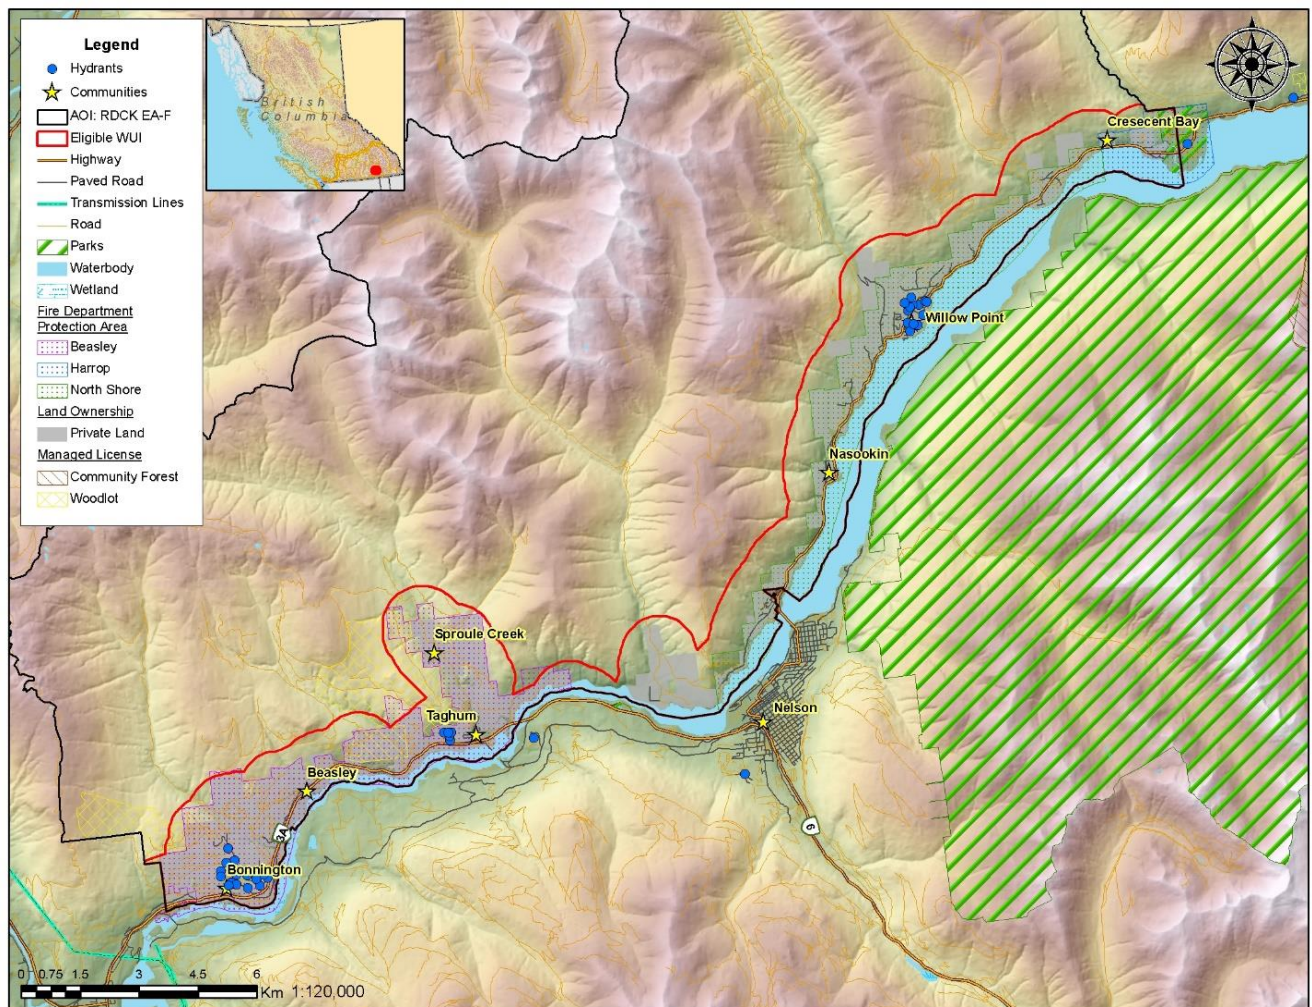 Legend
Hydrants
Communities
AOI: RDCK EA-F
Eligible WUI
Highway
Paved Road
Transmission Lines
Road
Parks
Waterbody
Wetland
Fire Department
Protection Area
Beasley
Harrop
North Shore
Land Ownership
Private Land
Managed License
Community Forest
Woodlot
British
Columbia
Cresecent Bay
Willow Point
Nasookin
Sproule Creek
Taghum
Nelson
Beasley
3A
6
Bonnington
0 0.75 1.5 3 4.5 6
Km 1:120,000